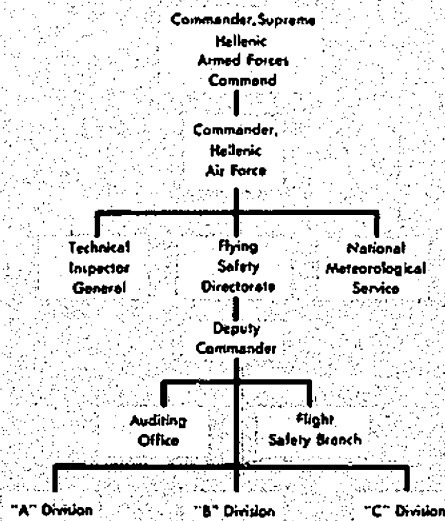 Commander, Supreme
Hellenic
Armed Forces
Command
Commander,
Hellenic
Air Force
Technical
Inspector
General
Flying
Safety
Directorate
National
Meteorological
Service
Deputy
Commander
Auditing
Office
Flight
Safety Branch
"A" Division
"B" Division
"C" Division